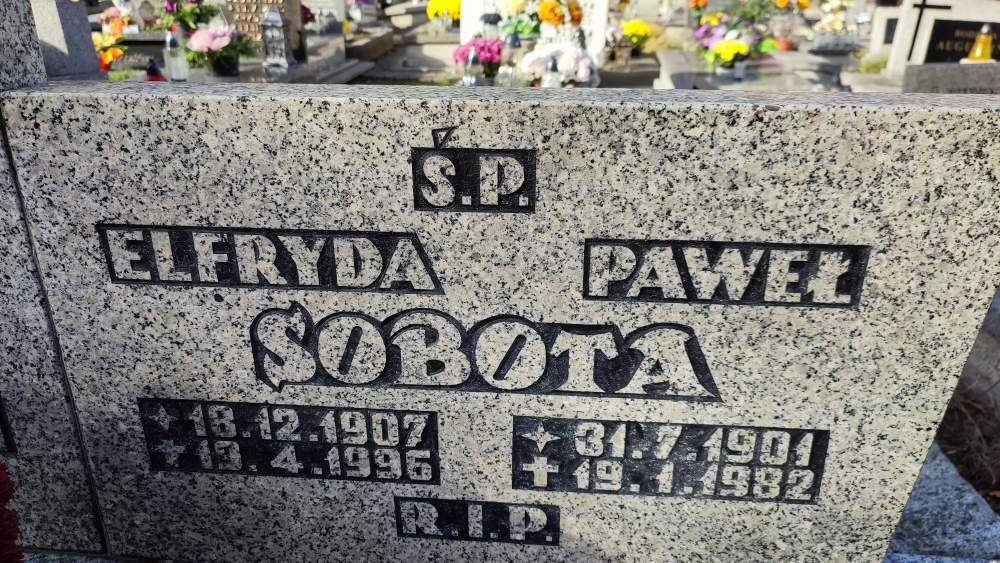 Ś.P.
ELFRYDA PAWEŁ
SOBOTA
18.12.1907 31.7.1901
19.4.1996 19.1.1982
R.I.P.